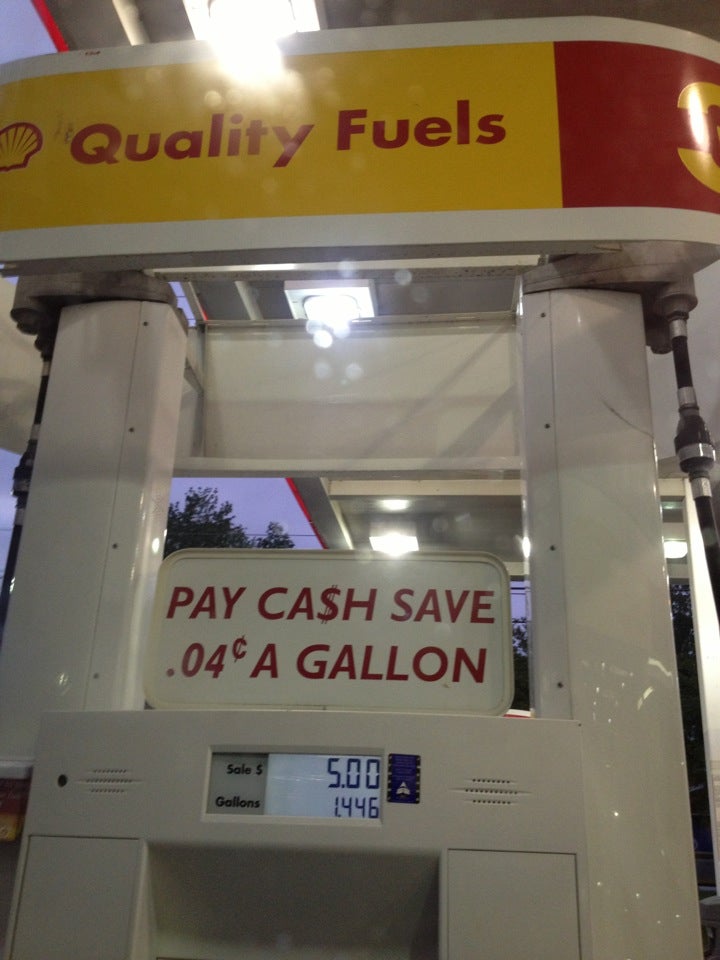 Quality Fuels
PAY CA$H SAVE
.04¢ A GALLON
Sale $ 5.00
Gallons 1.446